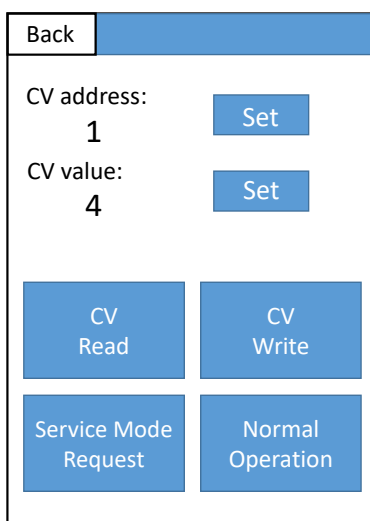 Back
CV address:
Set
1
CV value:
Set
4
CV
Read
CV
Write
Service Mode
Request
Normal
Operation